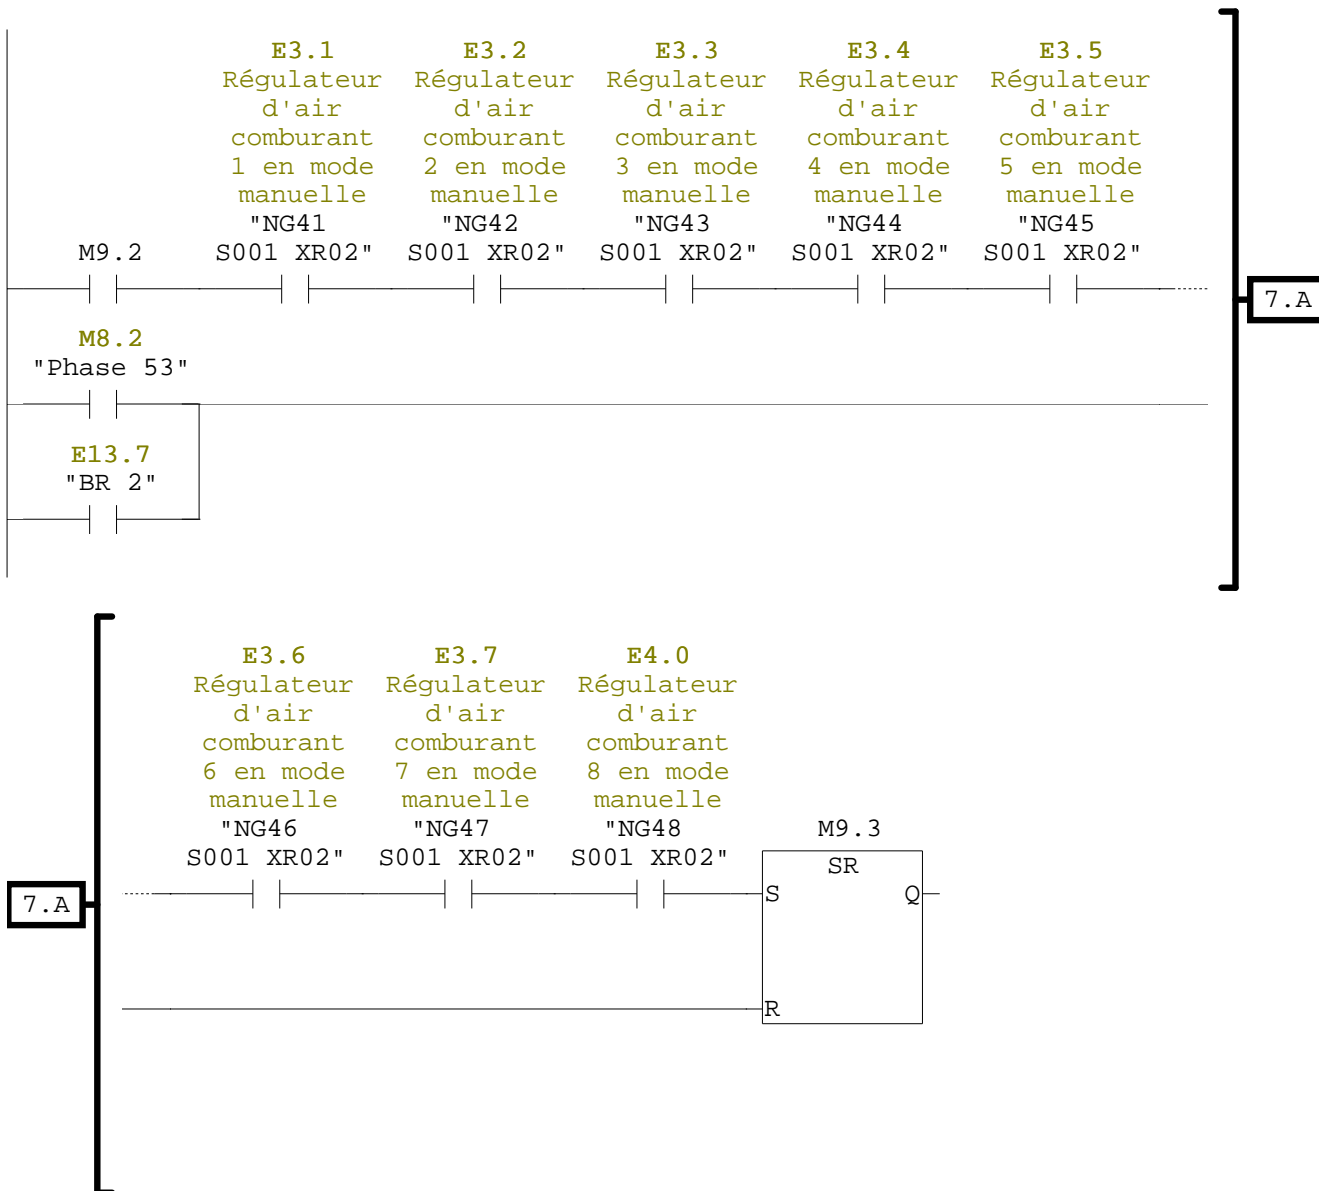 E3.1 E3.2 E3.3 E3.4 E3.5
Régulateur Régulateur Régulateur Régulateur Régulateur
d'air d'air d'air d'air d'air
comburant comburant comburant comburant comburant
1 en mode 2 en mode 3 en mode 4 en mode 5 en mode
manuelle manuelle manuelle manuelle manuelle
"NG41 "NG42 "NG43 "NG44 "NG45
M9.2 S001 XR02" S001 XR02" S001 XR02" S001 XR02" S001 XR02"
7.A
M8.2
"Phase 53"
E13.7
"BR 2"
E3.6 E3.7 E4.0
Régulateur Régulateur Régulateur
d'air d'air d'air
comburant comburant comburant
6 en mode 7 en mode 8 en mode
manuelle manuelle manuelle
"NG46 "NG47 "NG48 M9.3
S001 XR02" S001 XR02" S001 XR02"
SR
7.A S Q
R